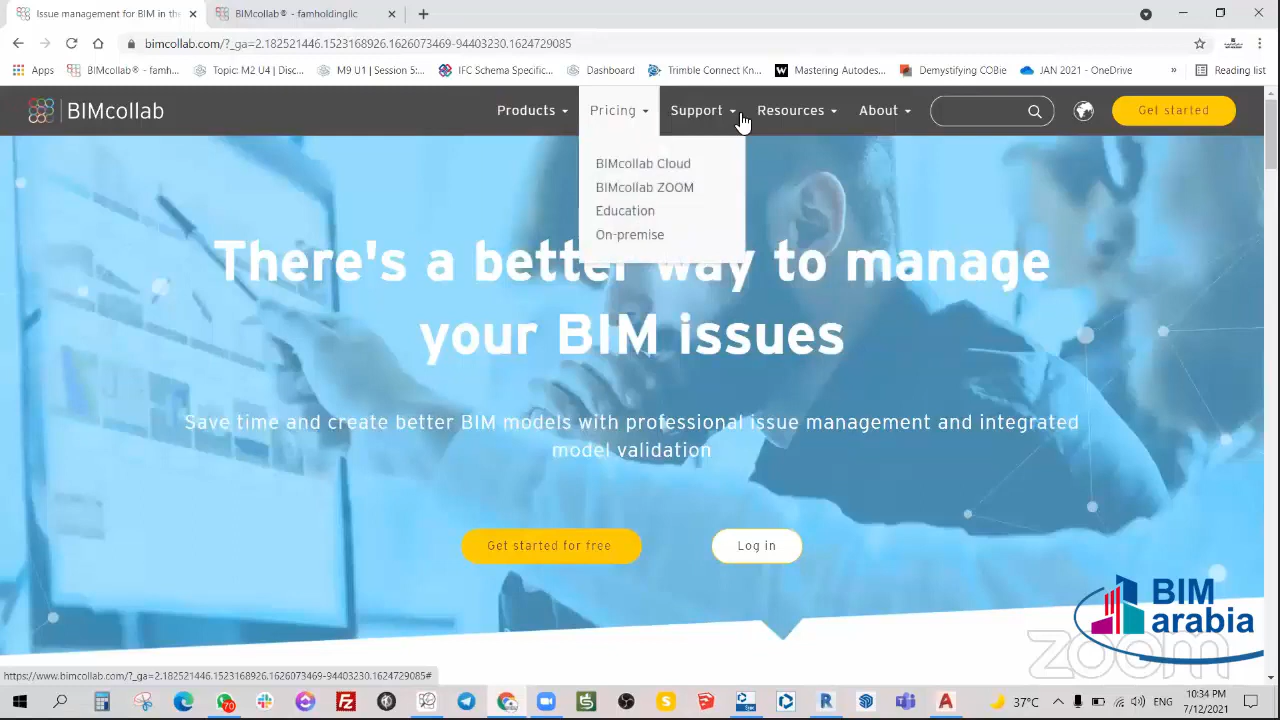 Issue management for BIM in the
BIMcollab® - famholdingllc
bimcollab.com/?_ga=2.182521446.1523168926.1626073469-94403230.1624729085
Apps
BIMcollab® - famh...
Topic: M2 U4 | Disc...
M9 U1 | Session 5:...
IFC Schema Specific...
Dashboard
Trimble Connect Kn...
Mastering Autodes...
Demystifying COBie
JAN 2021 - OneDrive
»
Reading list
BIMcollab
Products
Pricing
Support
Resources
About
Get started
BIMcollab Cloud
BIMcollab ZOOM
Education
On-premise
There's a better way to manage
your BIM issues
Save time and create better BIM models with professional issue management and integrated
model validation
Get started for free
Log in
BIM
arabia
zoom
https://www.bimcollab.com/?_ga=2.182521446.1523168926.1626073469-94403230.1624729085#
70
37°C
ENG
10:34 PM
7/12/2021